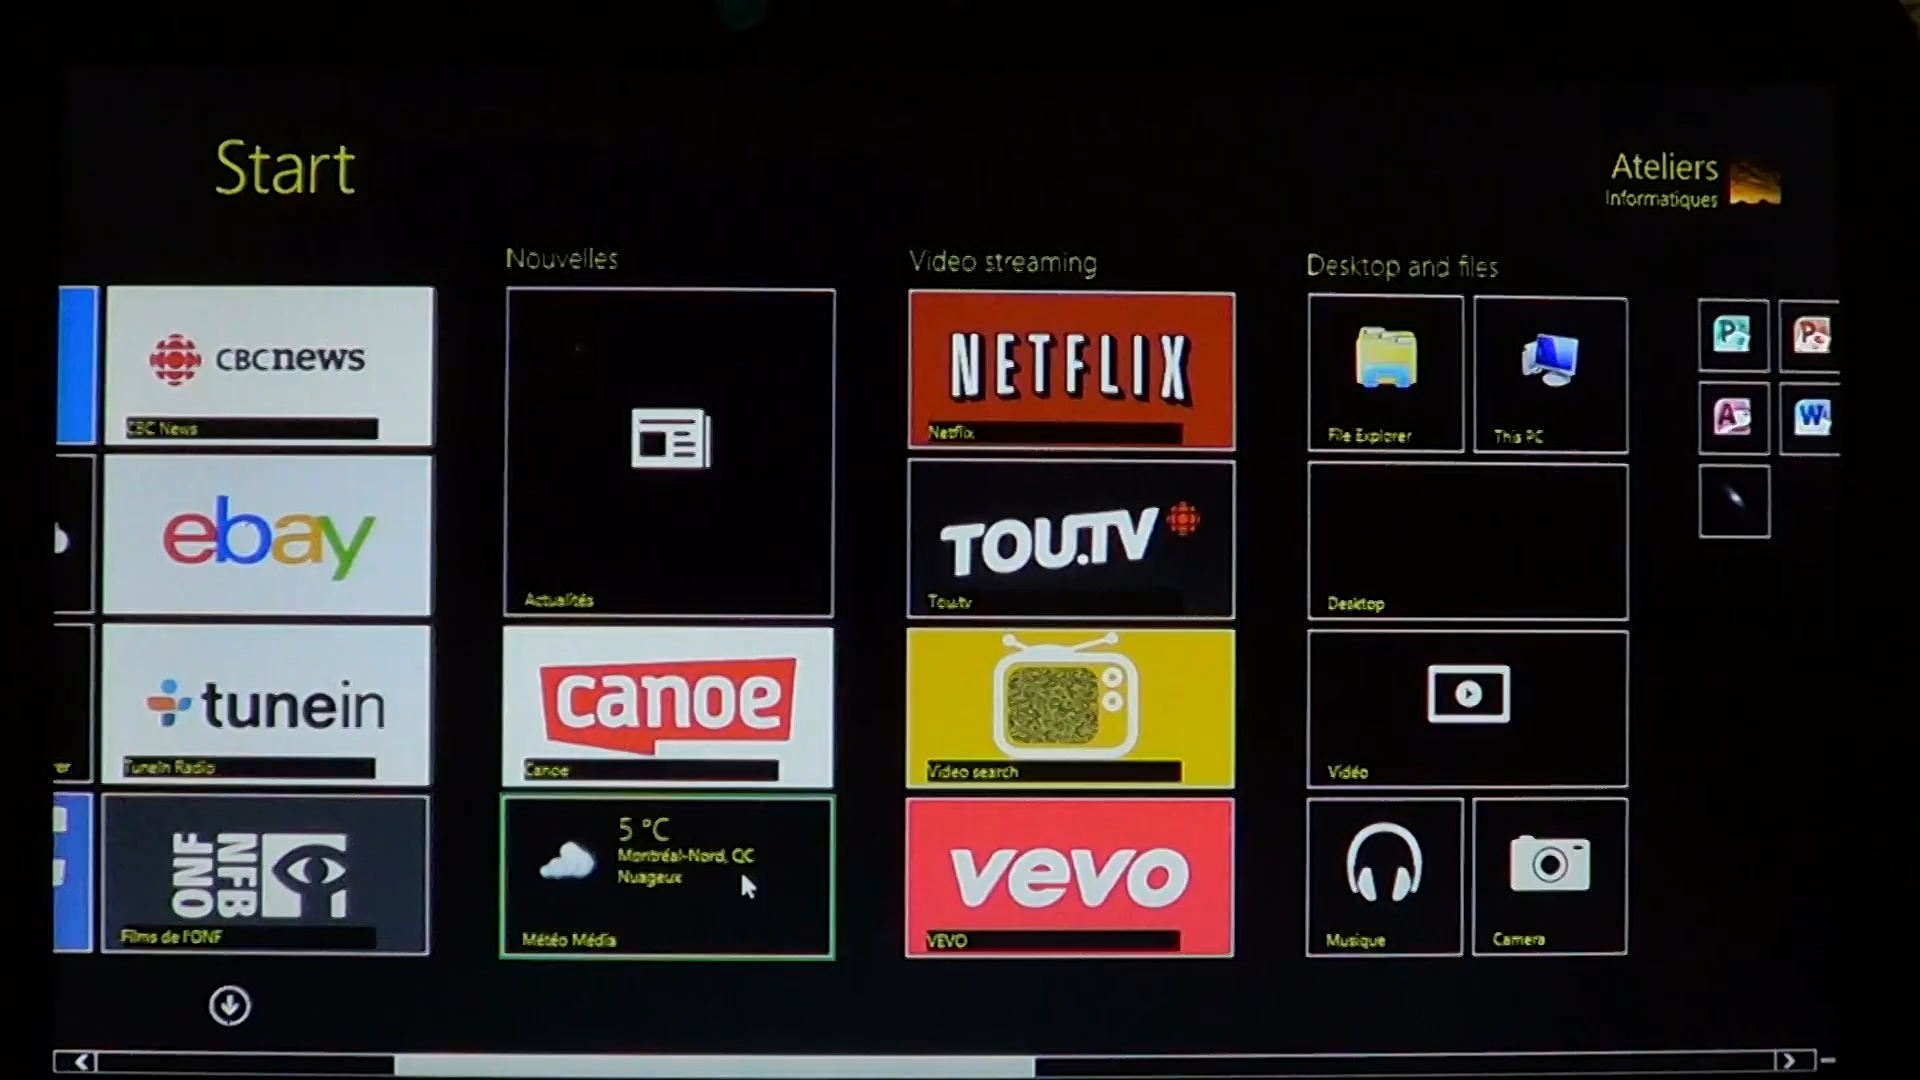 Start
Ateliers
Informatiques
CBCnews
CBC News
ebay
tunein
TuneIn Radio
ONF
NFB
Films de l'ONF
Nouvelles
Actualités
canoe
Canoe
5 °C
Montréal-Nord, QC
Nuageux
Météo Média
Video streaming
NETFLIX
Netflix
TOU.TV
Tou.tv
Video search
vevo
VEVO
Desktop and files
File Explorer
This PC
Desktop
Vidéo
Musique
Camera
P
P
A
W